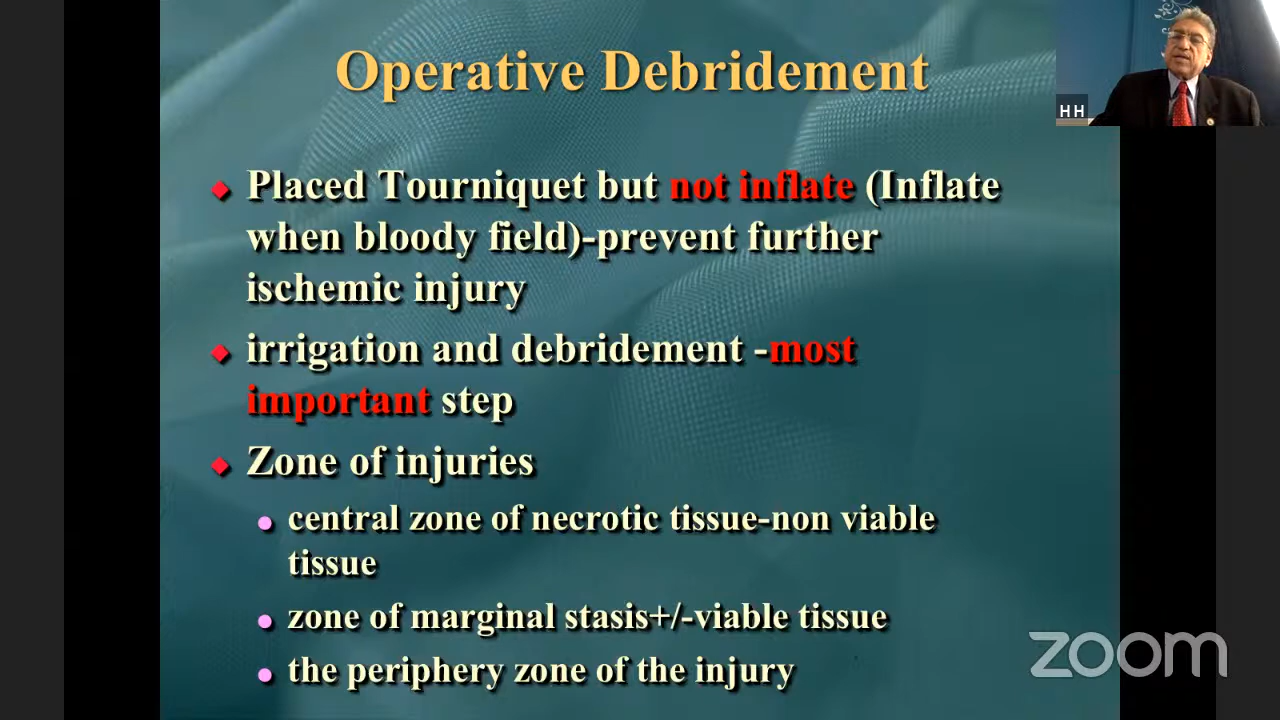 Operative Debridement
HH
Placed Tourniquet but not inflate (Inflate
when bloody field)-prevent further
ischemic injury
irrigation and debridement -most
important step
Zone of injuries
central zone of necrotic tissue-non viable
tissue
zone of marginal stasis+/-viable tissue
the periphery zone of the injury
zoom